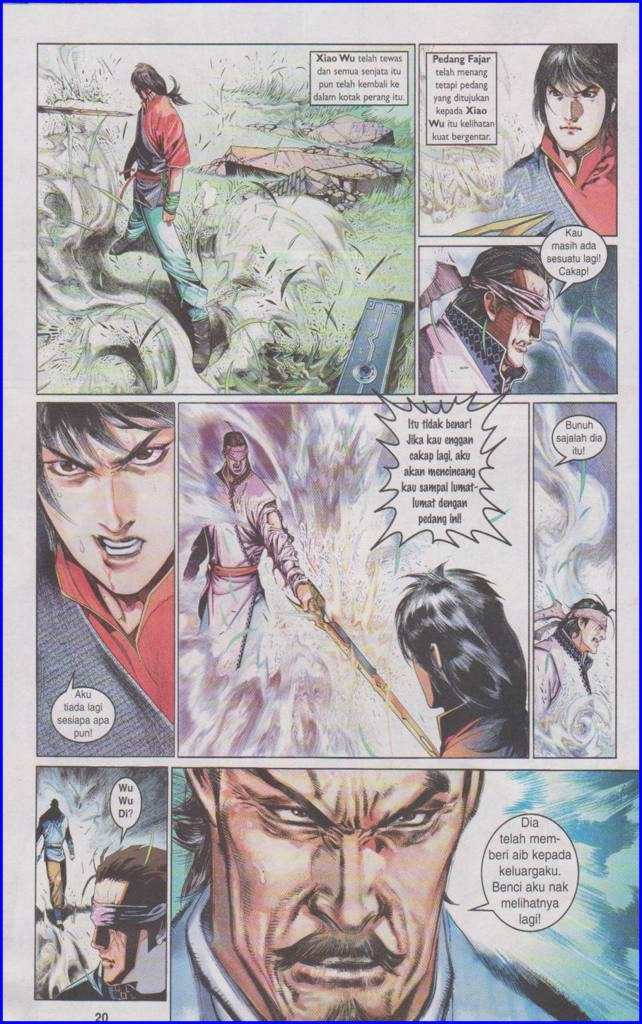 Xiao Wu telah tewas
dan semua senjata itu
pun telah kembali ke
dalam kotak perang itu.
Pedang Fajar
telah menang
tetapi pedang
yang ditujukan
kepada Xiao
Wu itu kelihatan
kuat bergentar.
Kau
masih ada
sesuatu lagi!
Cakap!
Aku
tiada lagi
sesiapa apa
pun!
Itu tidak benar!
Jika kau enggan
cakap lagi, aku
akan mencincang
kau sampai lumat-
lumat dengan
pedang ini!
Bunuh
sajalah dia
itu!
Wu
Wu
Di?
Dia
telah mem-
beri aib kepada
keluargaku.
Benci aku nak
melihatnya
lagi!
20